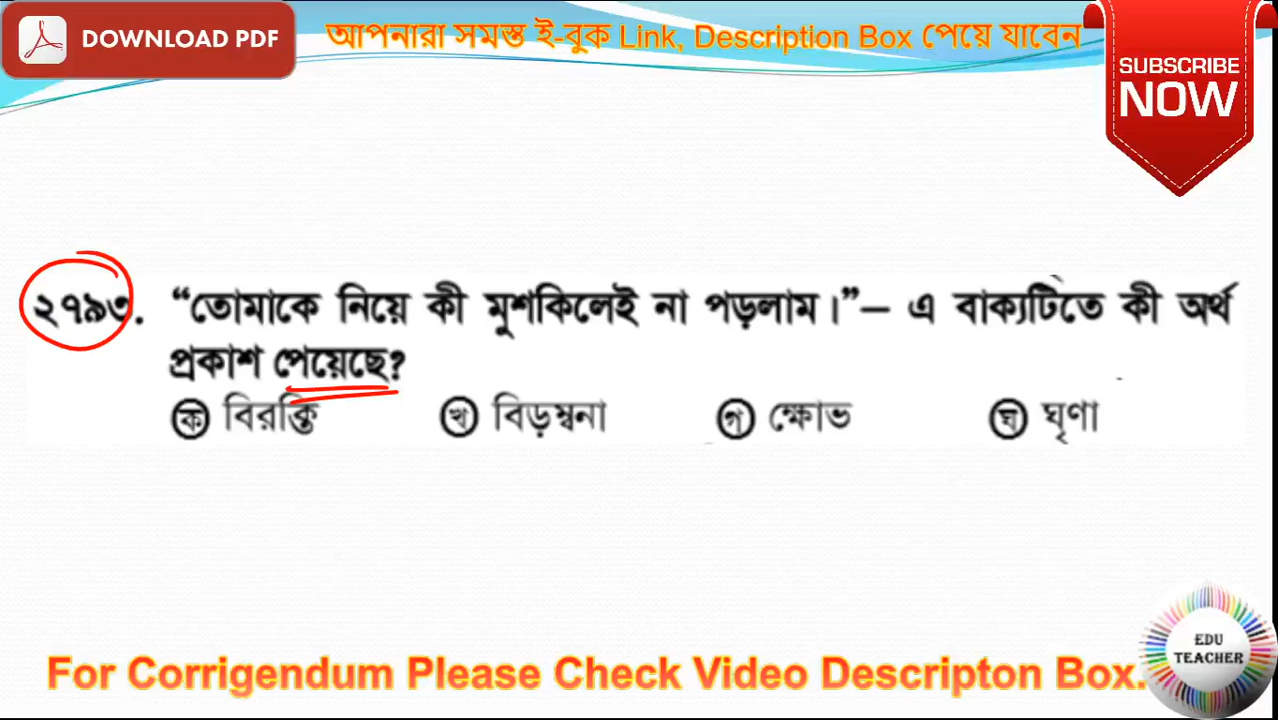 DOWNLOAD PDF
আপনারা সমস্ত ই-বুক Link, Description Box পেয়ে যাবেন
SUBSCRIBE
NOW
২৭৯৩. “তোমাকে নিয়ে কী মুশকিলেই না পড়লাম।”– এ বাক্যটিতে কী অর্থ
প্রকাশ পেয়েছে?
ক বিরক্তি খ বিড়ম্বনা গ ক্ষোভ ঘ ঘৃণা
EDU
TEACHER
For Corrigendum Please Check Video Descripton Box.